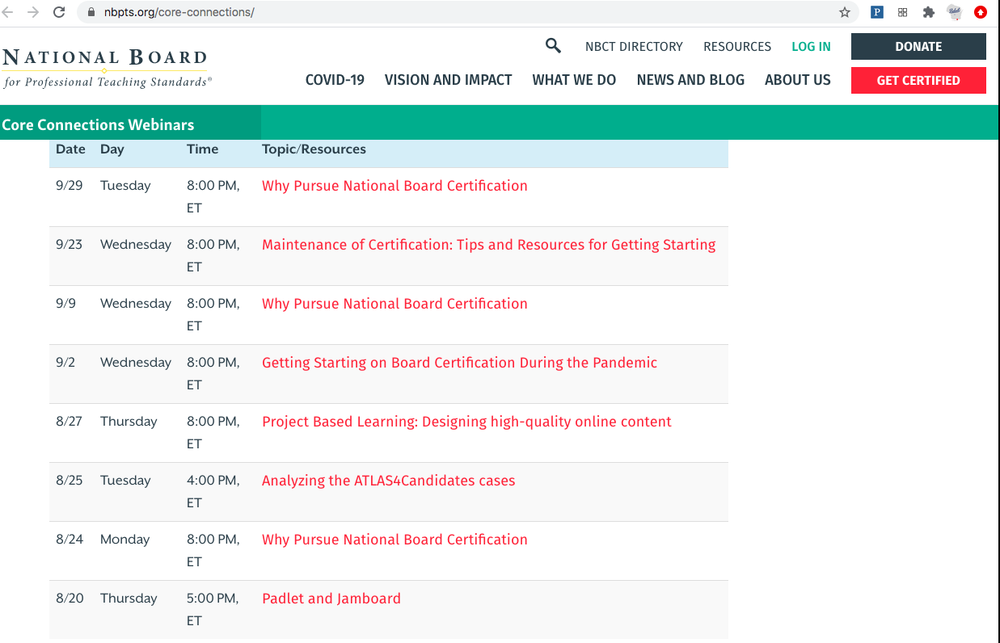 nbpts.org/core-connections/
P
NATIONAL BOARD
for Professional Teaching Standards®
NBCT DIRECTORY RESOURCES LOG IN DONATE
COVID-19 VISION AND IMPACT WHAT WE DO NEWS AND BLOG ABOUT US GET CERTIFIED
Core Connections Webinars
Date Day Time Topic/Resources
9/29 Tuesday 8:00 PM, Why Pursue National Board Certification
ET
9/23 Wednesday 8:00 PM, Maintenance of Certification: Tips and Resources for Getting Starting
ET
9/9 Wednesday 8:00 PM, Why Pursue National Board Certification
ET
9/2 Wednesday 8:00 PM, Getting Starting on Board Certification During the Pandemic
ET
8/27 Thursday 8:00 PM, Project Based Learning: Designing high-quality online content
ET
8/25 Tuesday 4:00 PM, Analyzing the ATLAS4Candidates cases
ET
8/24 Monday 8:00 PM, Why Pursue National Board Certification
ET
8/20 Thursday 5:00 PM, Padlet and Jamboard
ET